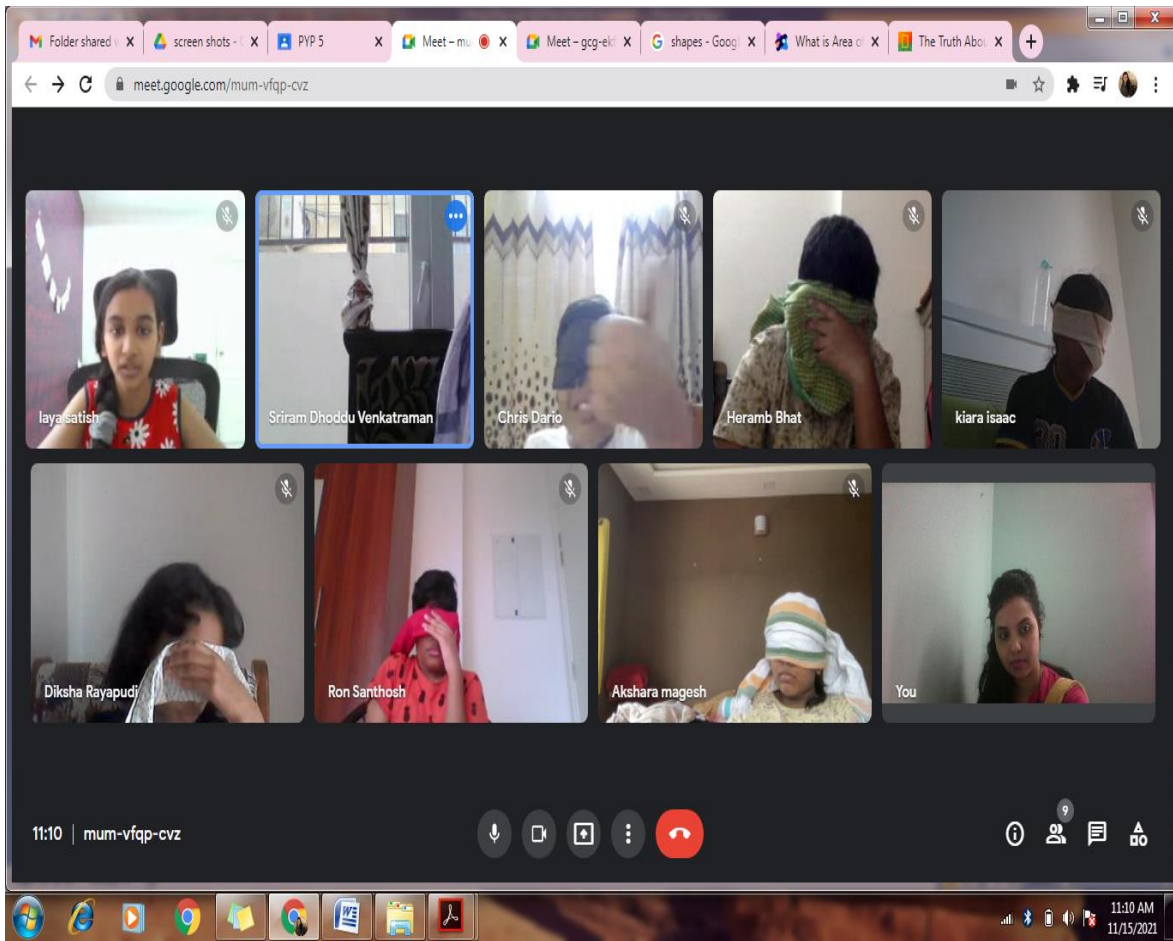 Folder shared
screen shots -
PYP 5
Meet – mu
Meet – gcg-ek
shapes - Goog
What is Area o
The Truth Abou
meet.google.com/mum-vfqp-cvz
laya satish
Sriram Dhoddu Venkatraman
Chris Dario
Heramb Bhat
kiara isaac
Diksha Rayapudi
Ron Santhosh
Akshara magesh
You
11:10 | mum-vfqp-cvz
9
11:10 AM
11/15/2021